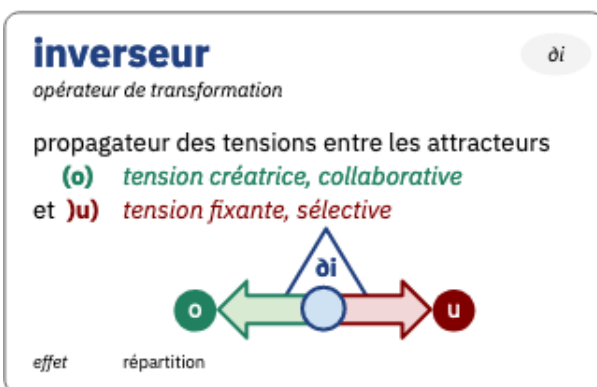 inverseur
∂i
opérateur de transformation
propagateur des tensions entre les attracteurs
(o) tension créatrice, collaborative
et )u) tension fixante, sélective
∂i
o
u
effet répartition